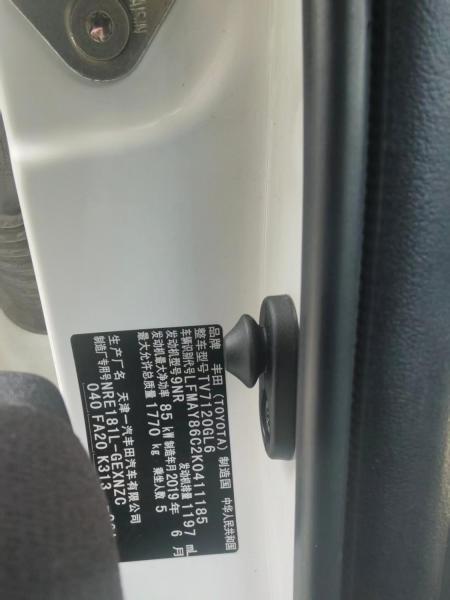 AISIN
品牌 丰田 (TOYOTA) 制造国 中华人民共和国
整车型号 TV7120GL6
车辆识别代号 LFMA186C2K0411185
发动机型号 9NR 发动机排量 1197 ml
发动机最大净功率 85 kW 制造年月 2019 年 6 月
最大允许总质量 1770 kg 乘坐人数 5
生产厂名 天津一汽丰田汽车有限公司
制造厂专用号 NRE181L-GEXNZC
040 FA20 K313